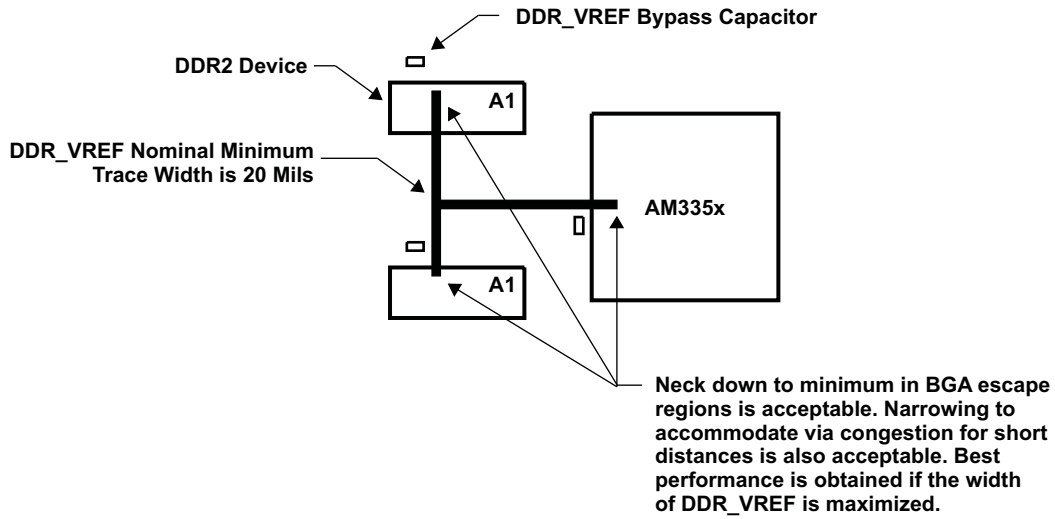 DDR_VREF Bypass Capacitor
DDR2 Device
A1
DDR_VREF Nominal Minimum
Trace Width is 20 Mils
AM335x
A1
Neck down to minimum in BGA escape
regions is acceptable. Narrowing to
accommodate via congestion for short
distances is also acceptable. Best
performance is obtained if the width
of DDR_VREF is maximized.